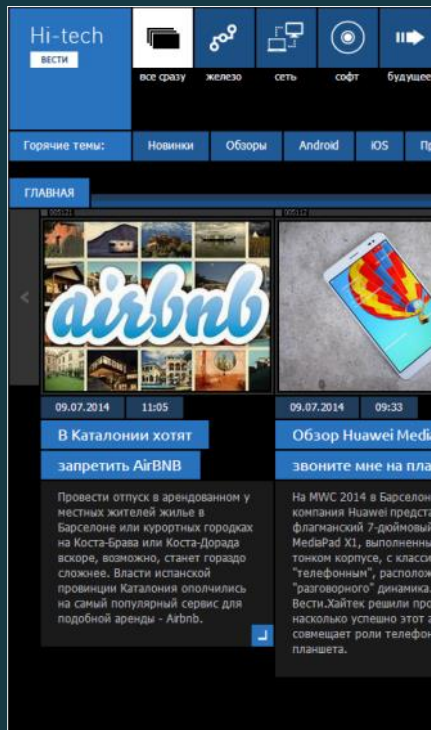 Hi-tech
ВЕСТИ
все сразу железо сеть софт будущее
Горячие темы: Новинки Обзоры Android iOS
ГЛАВНАЯ
airbnb
09.07.2014 11:05
В Каталонии хотят
запретить AirBNB
Провести отпуск в арендованном у
местных жителей жилье в
Барселоне или курортных городках
на Коста-Брава или Коста-Дорада
вскоре, возможно, станет гораздо
сложнее. Власти испанской
провинции Каталония ополчились
на самый популярный сервис для
подобной аренды - Airbnb.
09.07.2014 09:33
Обзор Huawei Medi
звоните мне на пла
На MWC 2014 в Барселон
компания Huawei предста
флагманский 7-дюймовый
MediaPad X1, выполненны
тонком корпусе, с класси
"телефонным", располож
"разговорного" динамика.
Вести.Хайтек решили про
насколько успешно этот а
совмещает роли телефон
планшета.